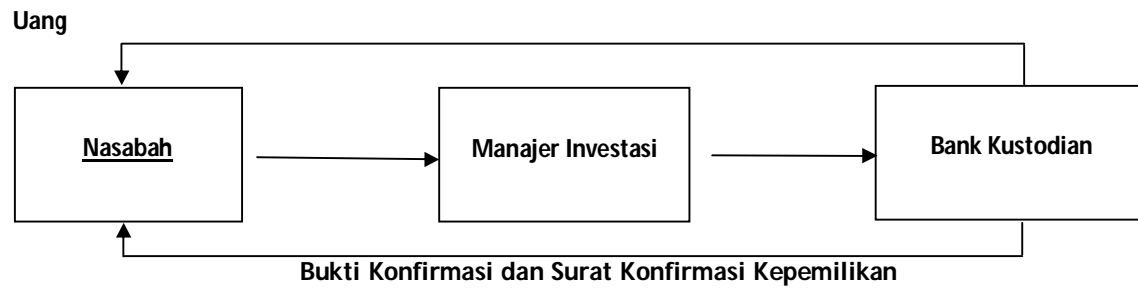 Uang
Nasabah
Manajer Investasi
Bank Kustodian
Bukti Konfirmasi dan Surat Konfirmasi Kepemilikan